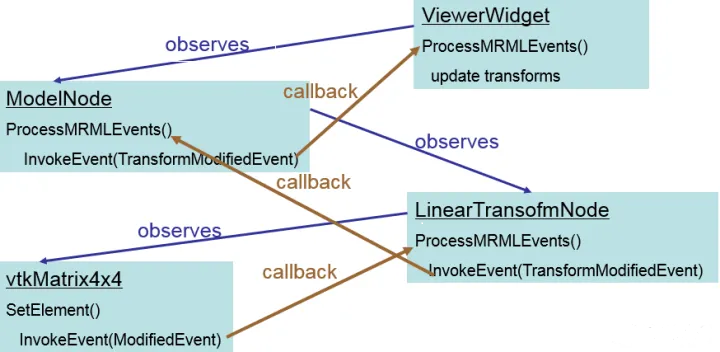 ViewerWidget
ProcessMRMLEvents()
update transforms
observes
callback
ModelNode
ProcessMRMLEvents()
InvokeEvent(TransformModifiedEvent)
observes
callback
LinearTransofmNode
ProcessMRMLEvents()
InvokeEvent(TransformModifiedEvent)
observes
callback
vtkMatrix4x4
SetElement()
InvokeEvent(ModifiedEvent)